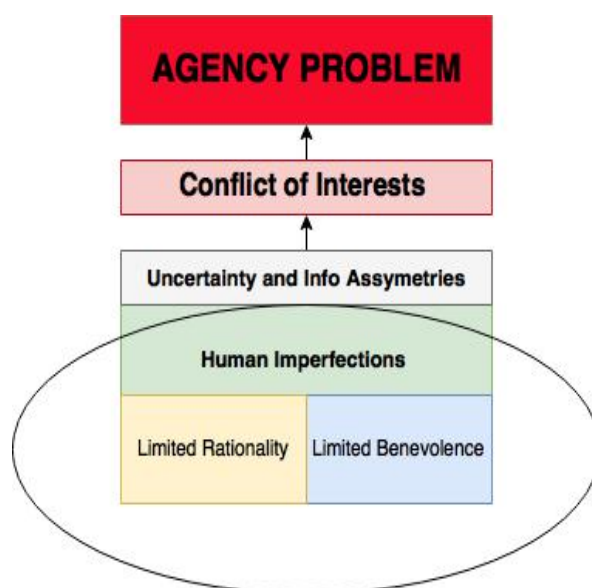 AGENCY PROBLEM
Conflict of Interests
Uncertainty and Info Assymetries
Human Imperfections
Limited Rationality
Limited Benevolence